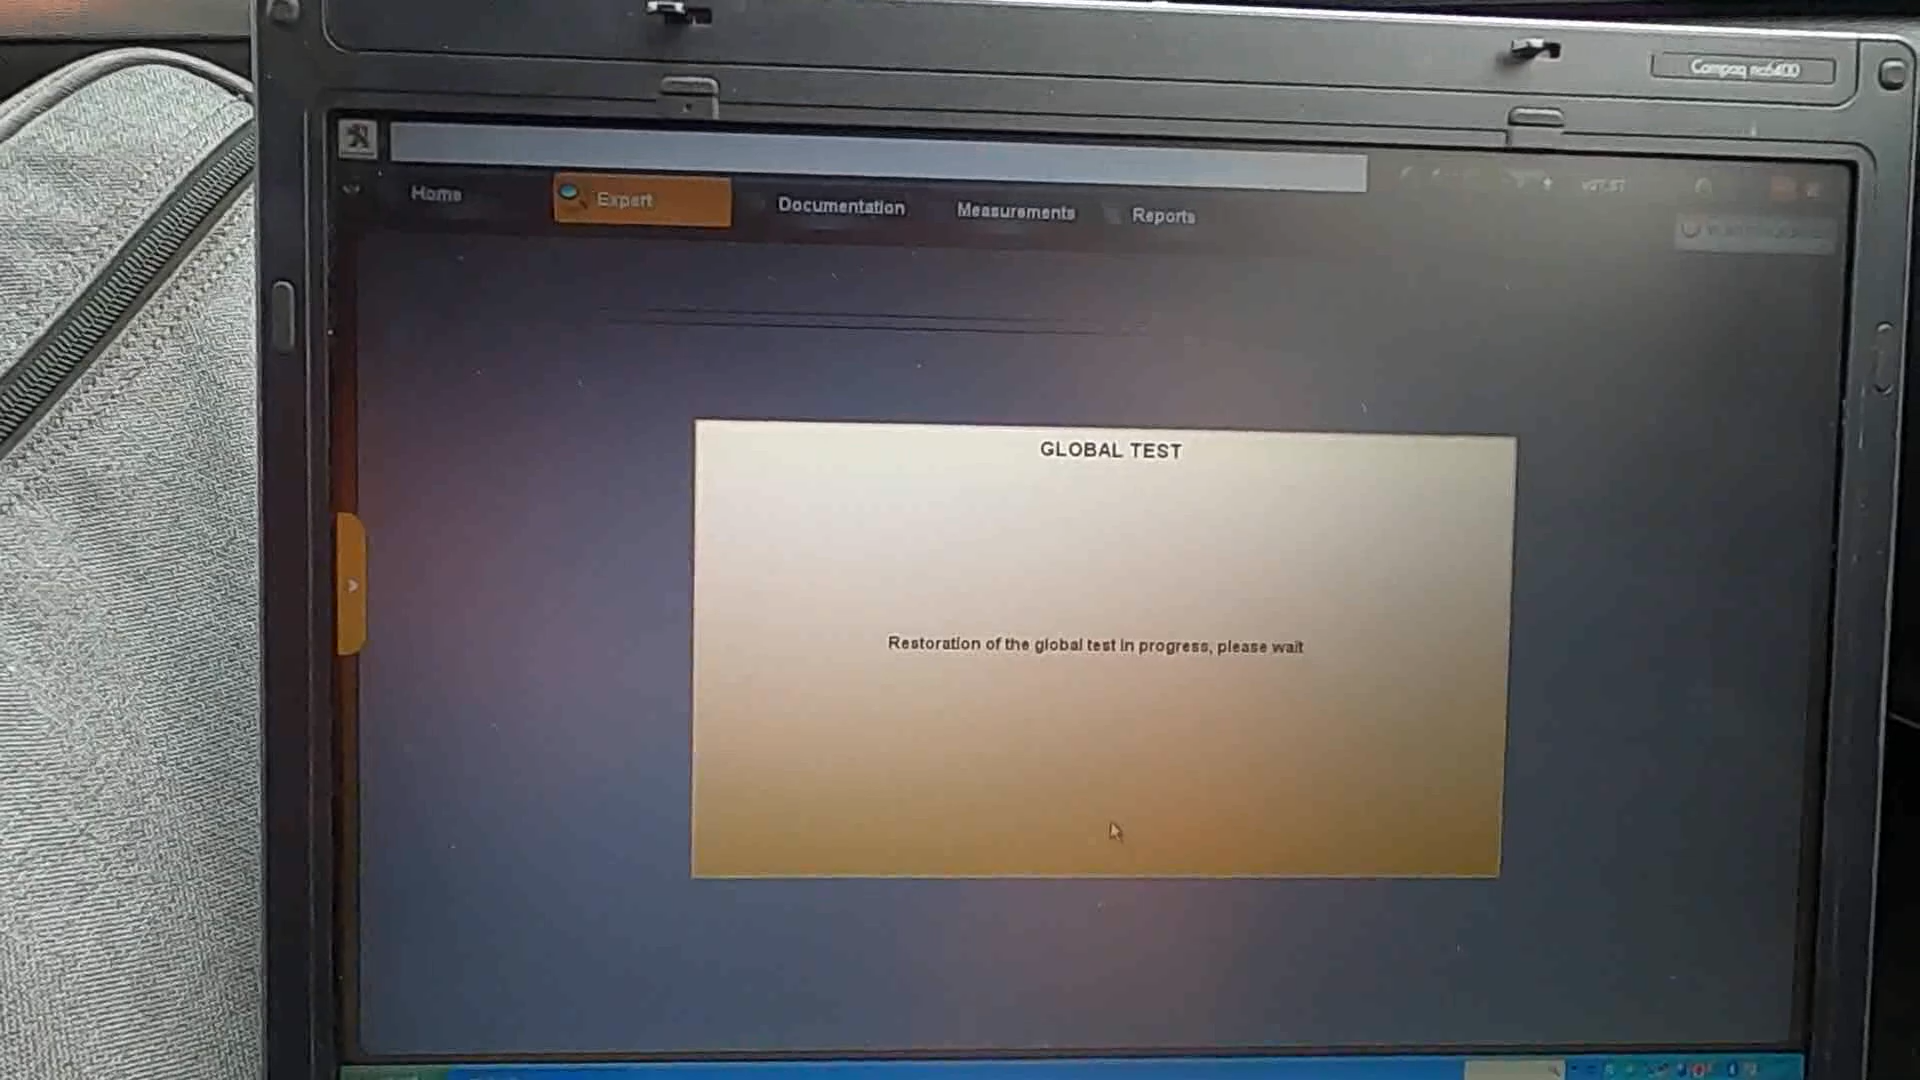 Compaq nc6400
Home
Expert
Documentation
Measurements
Reports
GLOBAL TEST
Restoration of the global test in progress, please wait